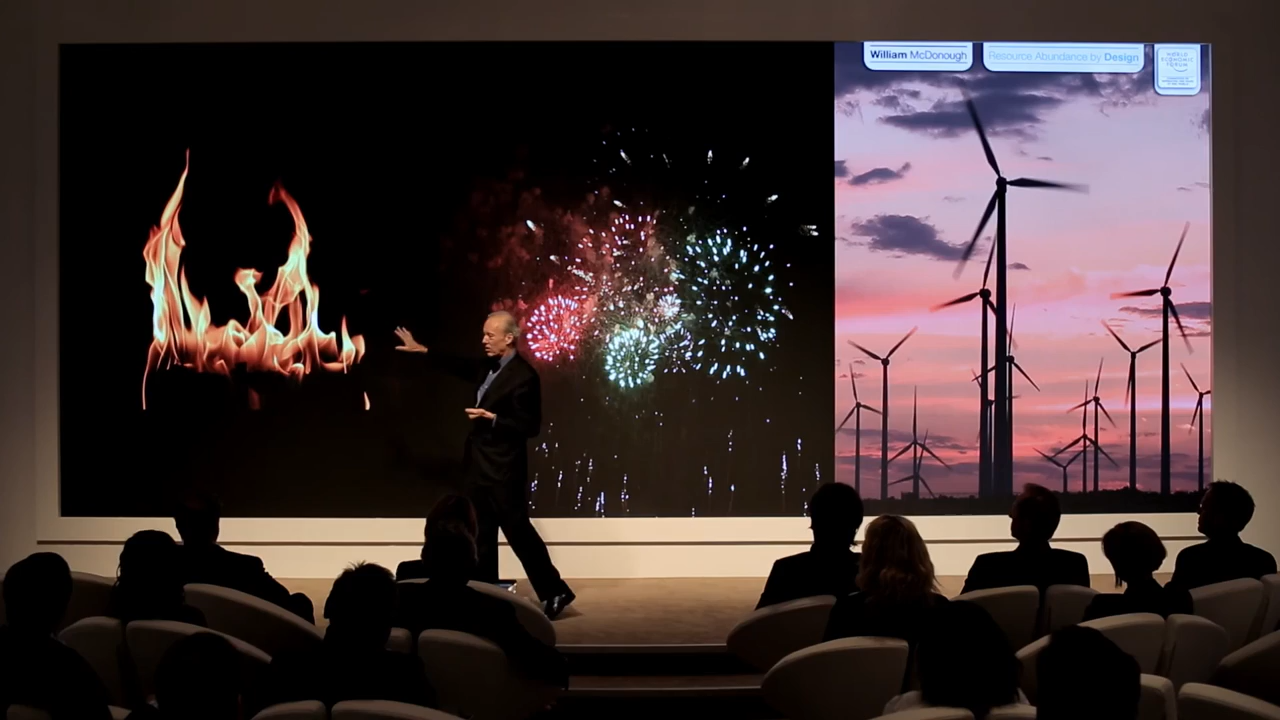 William McDonough
Resource Abundance by Design
WORLD
ECONOMIC
FORUM